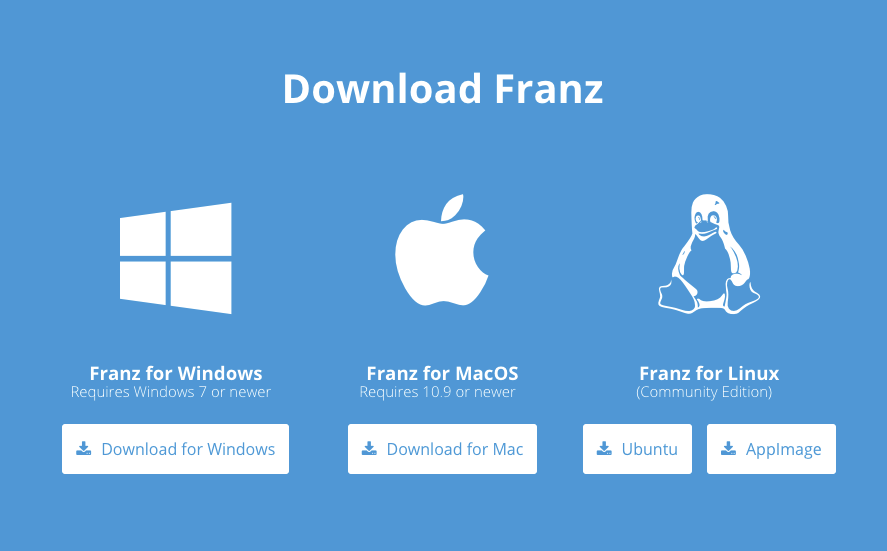 Download Franz
Franz for Windows
Requires Windows 7 or newer
Download for Windows
Franz for MacOS
Requires 10.9 or newer
Download for Mac
Franz for Linux
(Community Edition)
Ubuntu
AppImage